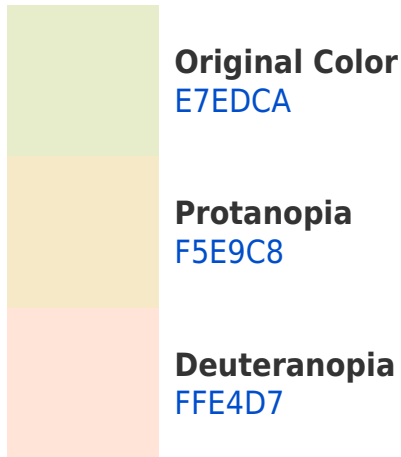 Original Color
E7EDCA
Protanopia
F5E9C8
Deuteranopia
FFE4D7